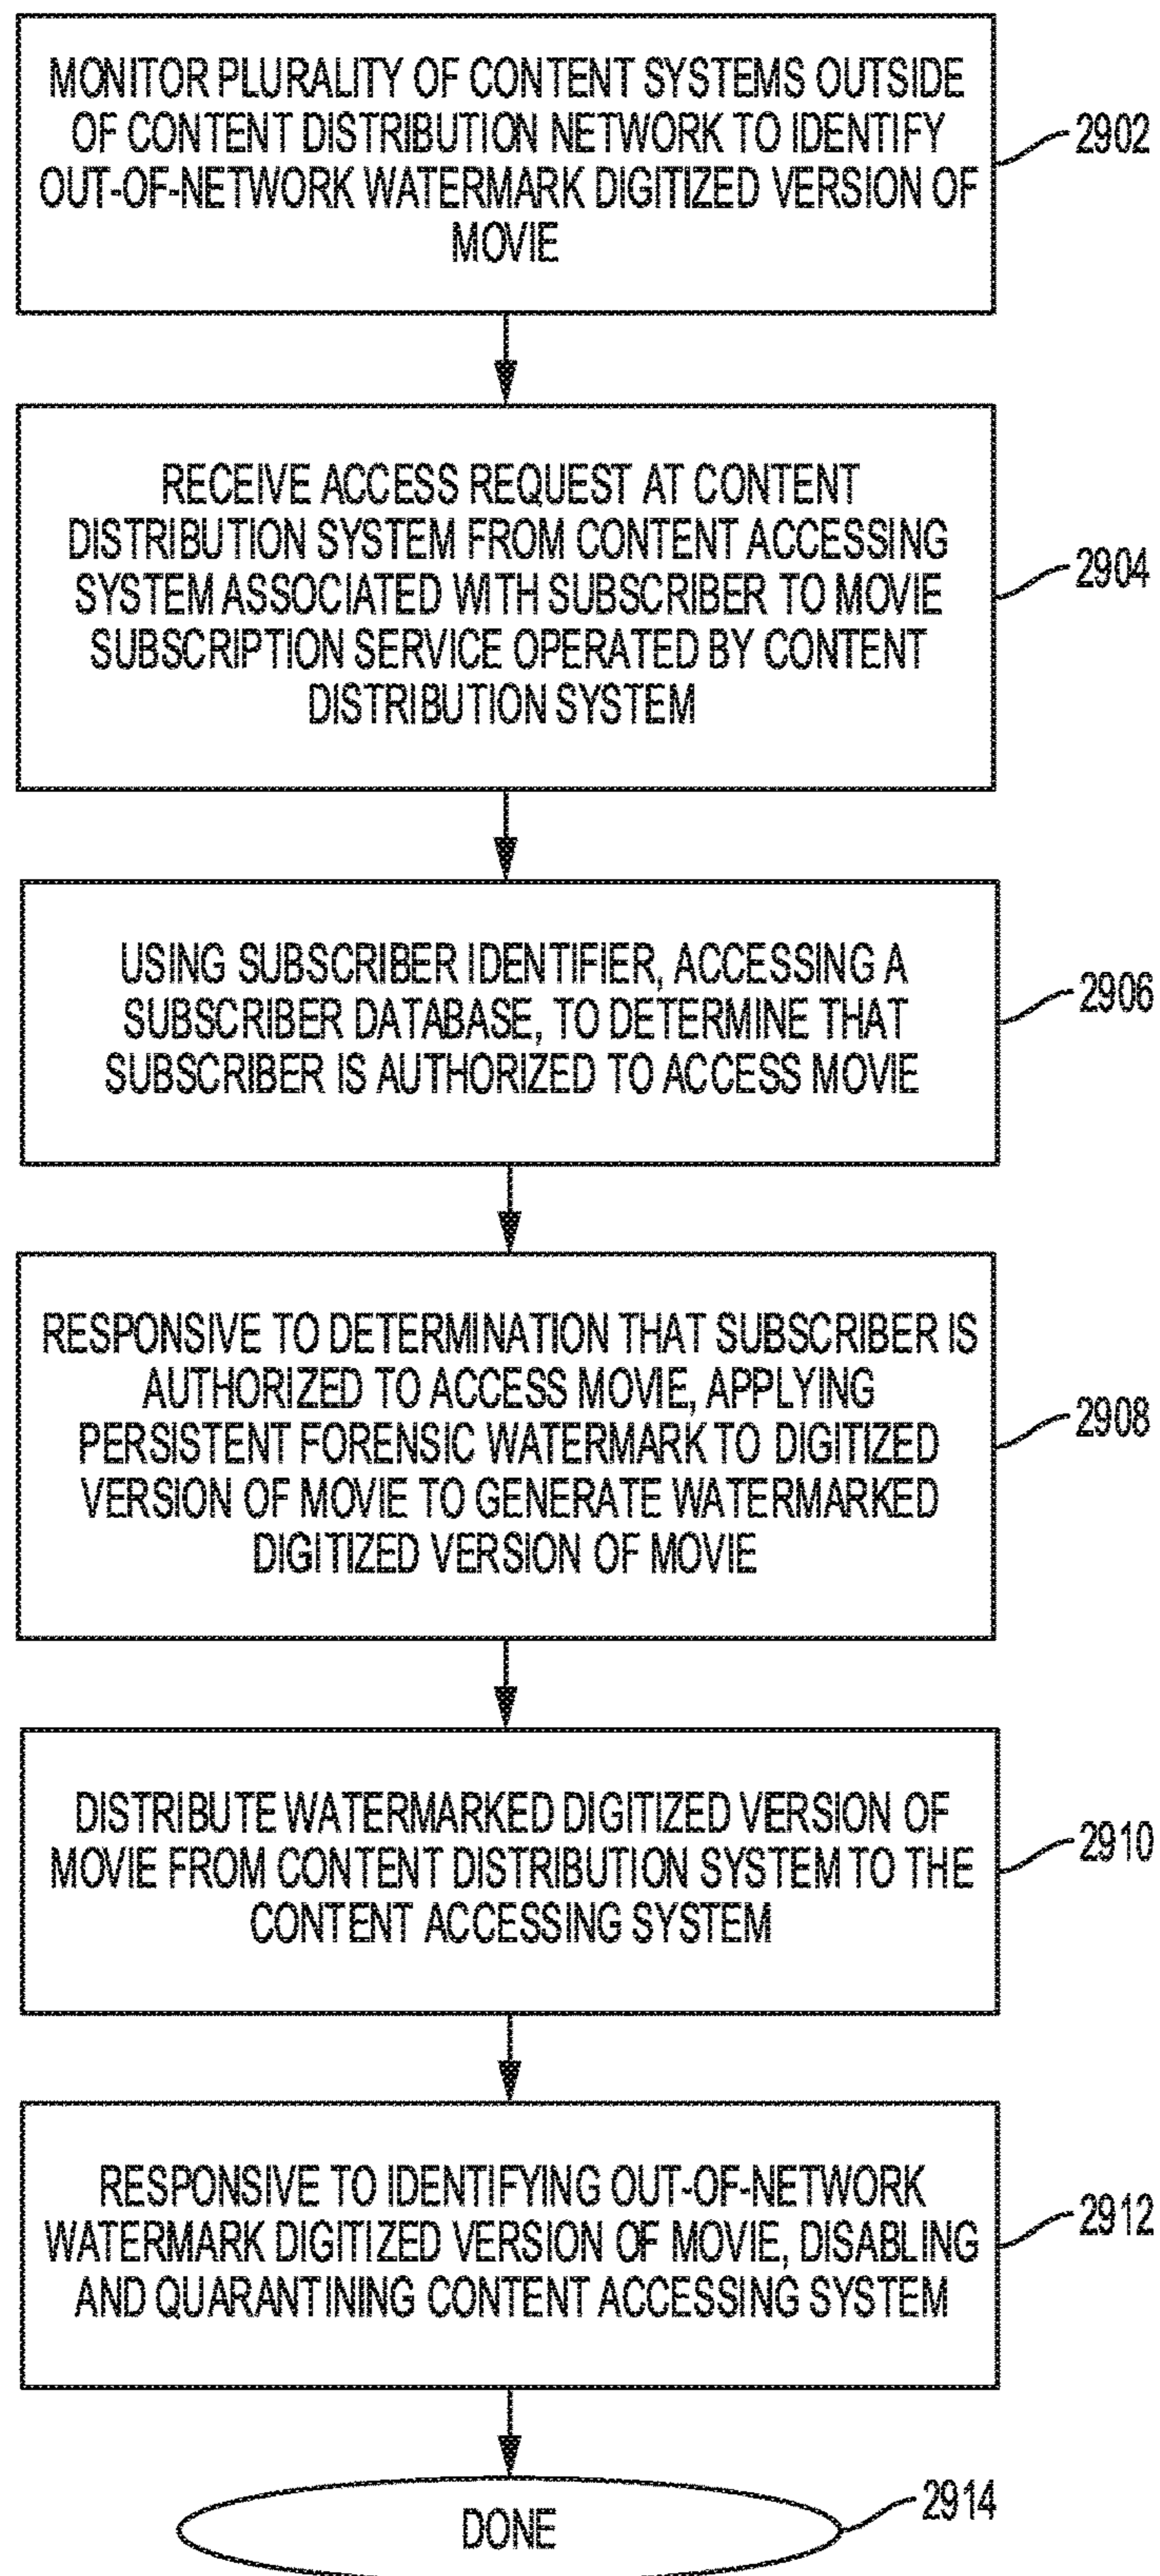 MONITOR PLURALITY OF CONTENT SYSTEMS OUTSIDE
OF CONTENT DISTRIBUTION NETWORK TO IDENTIFY
OUT-OF-NETWORK WATERMARK DIGITIZED VERSION OF
MOVIE
2902
RECEIVE ACCESS REQUEST AT CONTENT
DISTRIBUTION SYSTEM FROM CONTENT ACCESSING
SYSTEM ASSOCIATED WITH SUBSCRIBER TO MOVIE
SUBSCRIPTION SERVICE OPERATED BY CONTENT
DISTRIBUTION SYSTEM
2904
USING SUBSCRIBER IDENTIFIER, ACCESSING A
SUBSCRIBER DATABASE, TO DETERMINE THAT
SUBSCRIBER IS AUTHORIZED TO ACCESS MOVIE
2906
RESPONSIVE TO DETERMINATION THAT SUBSCRIBER IS
AUTHORIZED TO ACCESS MOVIE, APPLYING
PERSISTENT FORENSIC WATERMARK TO DIGITIZED
VERSION OF MOVIE TO GENERATE WATERMARKED
DIGITIZED VERSION OF MOVIE
2908
DISTRIBUTE WATERMARKED DIGITIZED VERSION OF
MOVIE FROM CONTENT DISTRIBUTION SYSTEM TO THE
CONTENT ACCESSING SYSTEM
2910
RESPONSIVE TO IDENTIFYING OUT-OF-NETWORK
WATERMARK DIGITIZED VERSION OF MOVIE, DISABLING
AND QUARANTINING CONTENT ACCESSING SYSTEM
2912
DONE
2914